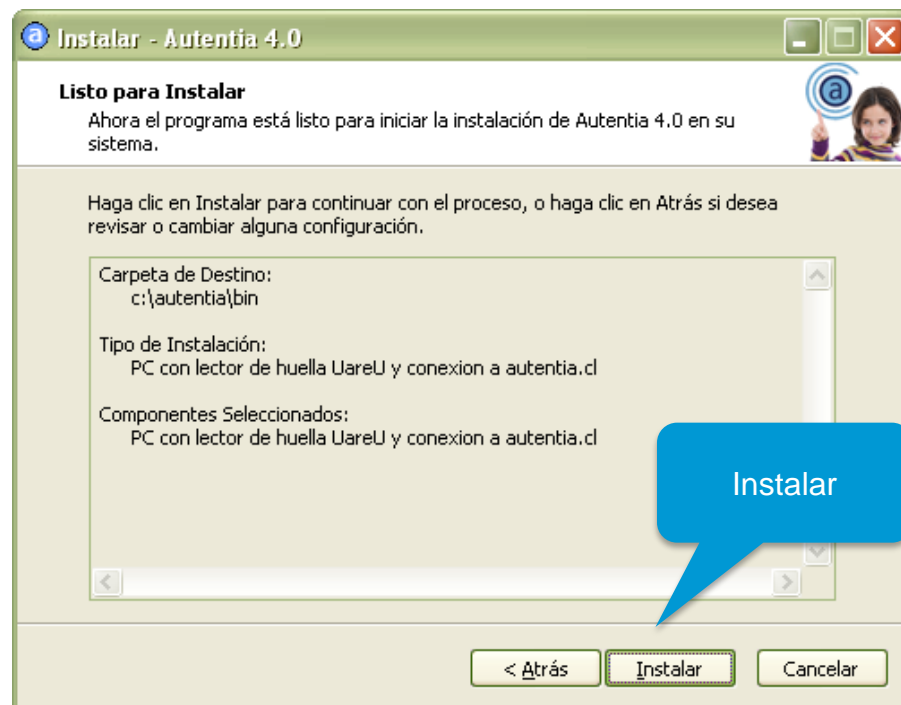 Instalar - Autentia 4.0
Listo para Instalar
Ahora el programa está listo para iniciar la instalación de Autentia 4.0 en su
sistema.
Haga clic en Instalar para continuar con el proceso, o haga clic en Atrás si desea
revisar o cambiar alguna configuración.
Carpeta de Destino:
c:\autentia\bin
Tipo de Instalación:
PC con lector de huella UareU y conexion a autentia.cl
Componentes Seleccionados:
PC con lector de huella UareU y conexion a autentia.cl
Instalar
< Atrás
Instalar
Cancelar